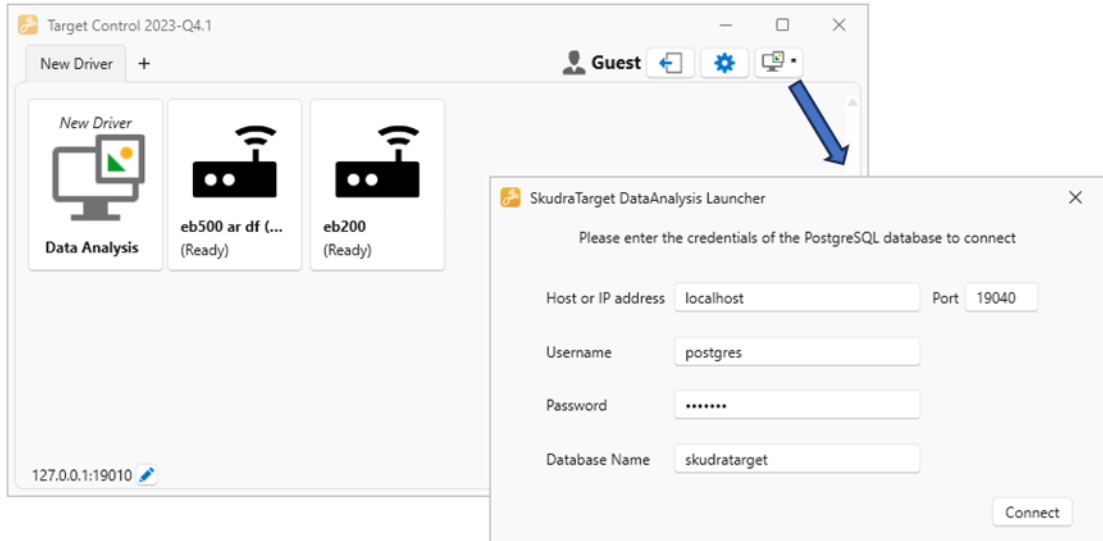 Target Control 2023-Q4.1
New Driver +
Guest
*
New Driver
Data Analysis
eb500 ar df (...
(Ready)
eb200
(Ready)
127.0.0.1:19010
SkudraTarget DataAnalysis Launcher
Please enter the credentials of the PostgreSQL database to connect
Host or IP address localhost Port 19040
Username postgres
Password •••••••
Database Name skudratarget
Connect